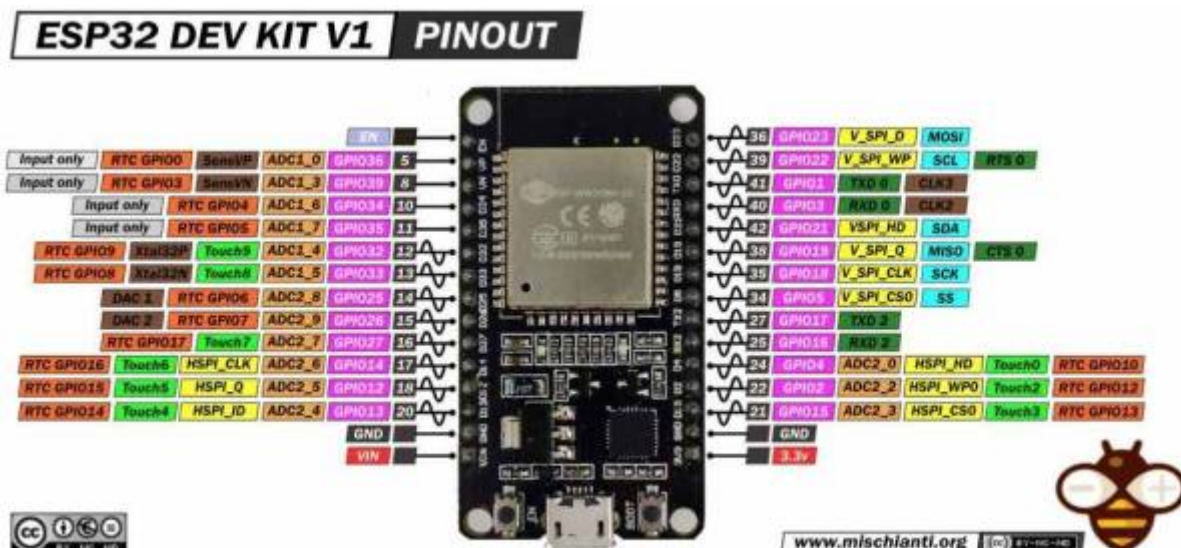 ESP32 DEV KIT V1 PINOUT
EN
Input only RTC GPIO0 SensVP ADC1_0 GPIO36 5
Input only RTC GPIO3 SensVN ADC1_3 GPIO39 8
Input only RTC GPIO4 ADC1_6 GPIO34 10
Input only RTC GPIO5 ADC1_7 GPIO35 11
RTC GPIO9 Xtal32P Touch9 ADC1_4 GPIO32 12
RTC GPIO8 Xtal32N Touch8 ADC1_5 GPIO33 13
DAC 1 RTC GPIO6 ADC2_8 GPIO25 14
DAC 2 RTC GPIO7 ADC2_9 GPIO26 15
RTC GPIO17 Touch7 ADC2_7 GPIO27 16
RTC GPIO16 Touch6 HSPI_CLK ADC2_6 GPIO14 17
RTC GPIO15 Touch5 HSPI_Q ADC2_5 GPIO12 18
RTC GPIO14 Touch4 HSPI_ID ADC2_4 GPIO13 20
GND
VIN
36 GPIO23 V_SPI_D MOSI
39 GPIO22 V_SPI_WP SCL RTS 0
41 GPIO1 TXD 0 CLK3
40 GPIO3 RXD 0 CLK2
42 GPIO21 VSPI_HD SDA
38 GPIO19 V_SPI_Q MISO CTS 0
35 GPIO18 V_SPI_CLK SCK
34 GPIO5 V_SPI_CS0 SS
27 GPIO17 TXD 2
25 GPIO16 RXD 2
24 GPIO4 ADC2_0 HSPI_HD Touch0 RTC GPIO10
22 GPIO2 ADC2_2 HSPI_WP0 Touch2 RTC GPIO12
21 GPIO15 ADC2_3 HSPI_CS0 Touch3 RTC GPIO13
GND
3.3v
EN
BOOT
cc
www.mischianti.org cc BY-NC-ND